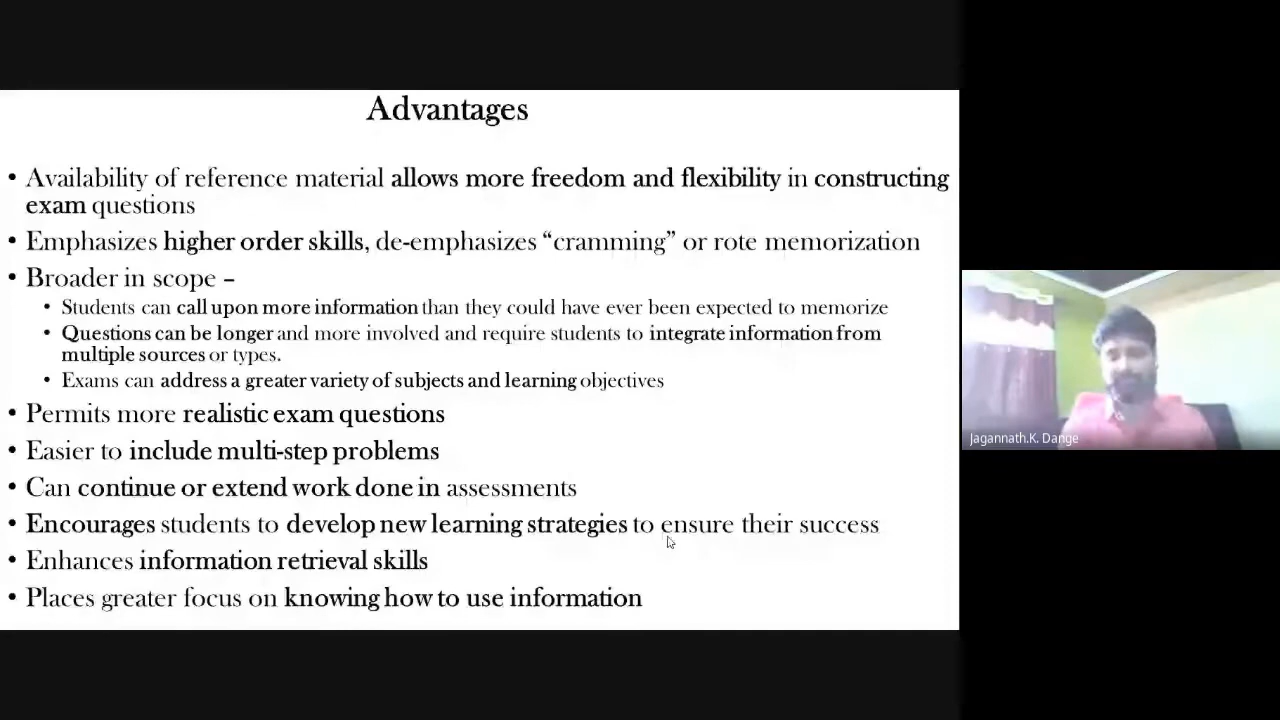 Advantages
• Availability of reference material allows more freedom and flexibility in constructing
exam questions
• Emphasizes higher order skills, de-emphasizes “cramming” or rote memorization
• Broader in scope –
• Students can call upon more information than they could have ever been expected to memorize
• Questions can be longer and more involved and require students to integrate information from
multiple sources or types.
• Exams can address a greater variety of subjects and learning objectives
• Permits more realistic exam questions
• Easier to include multi-step problems
• Can continue or extend work done in assessments
• Encourages students to develop new learning strategies to ensure their success
• Enhances information retrieval skills
• Places greater focus on knowing how to use information
Jagannath.K. Dange